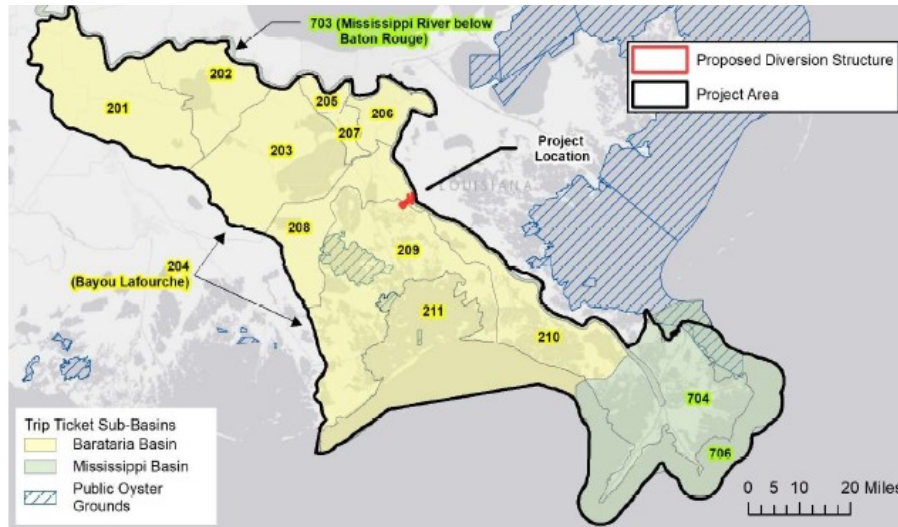 703 (Mississippi River below
Baton Rouge)
Proposed Diversion Structure
Project Area
202
201
205
206
207
203
Project
Location
LOUISIANA
208
204
(Bayou Lafourche)
209
211
210
704
706
Trip Ticket Sub-Basins
Barataria Basin
Mississippi Basin
Public Oyster
Grounds
0 5 10 20 Miles